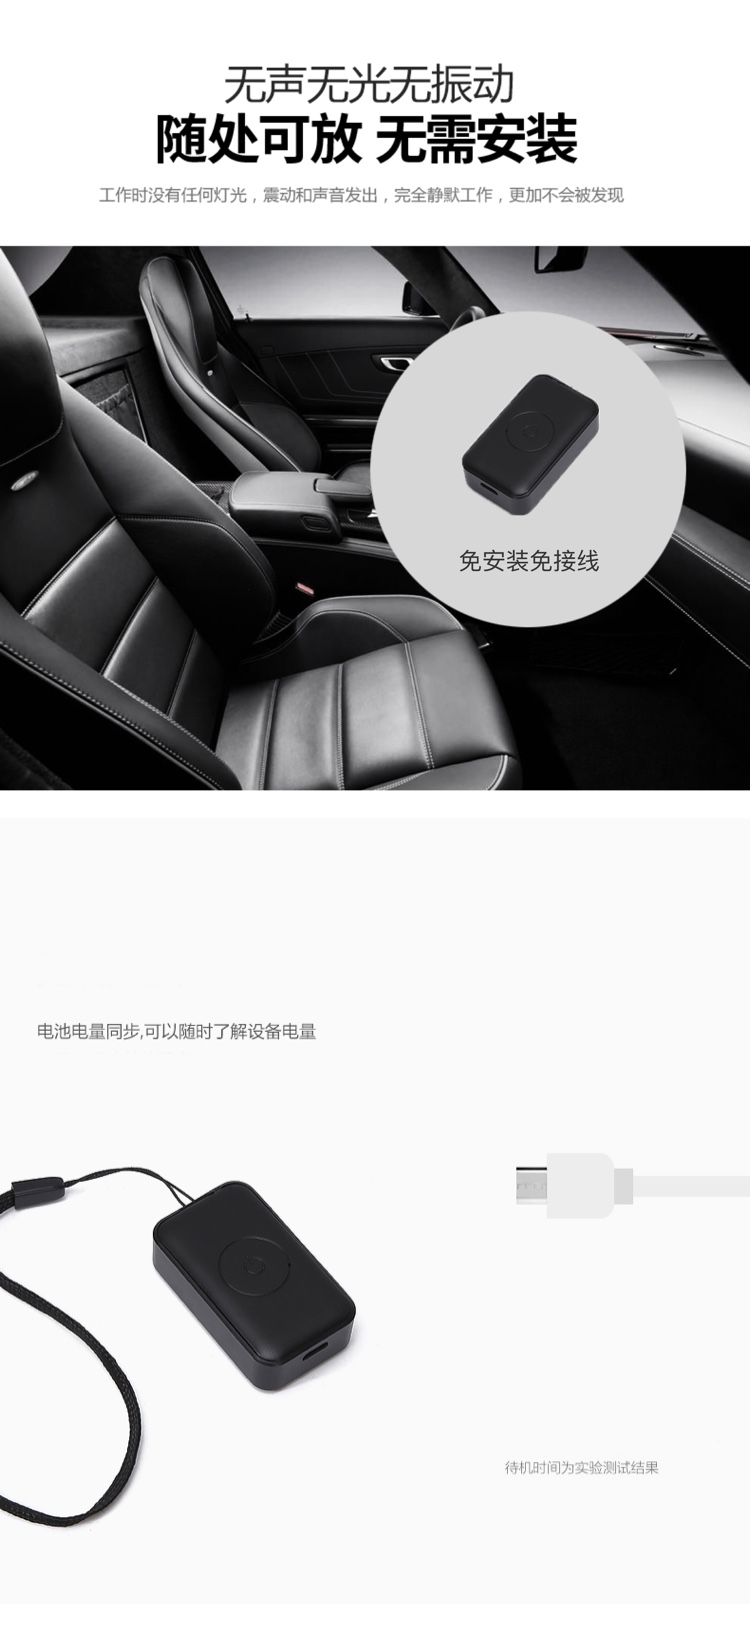 无声无光无振动
随处可放 无需安装
工作时没有任何灯光，震动和声音发出，完全静默工作，更加不会被发现
免安装免接线
电池电量同步,可以随时了解设备电量
待机时间为实验测试结果